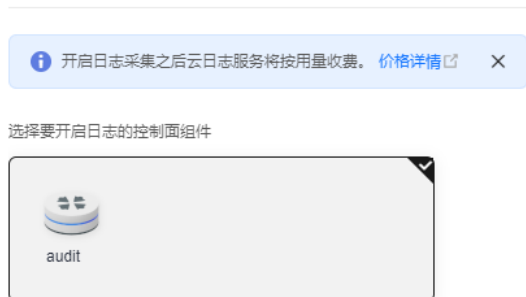 开启日志采集之后云日志服务将按用量收费。 价格详情
选择要开启日志的控制面组件
audit